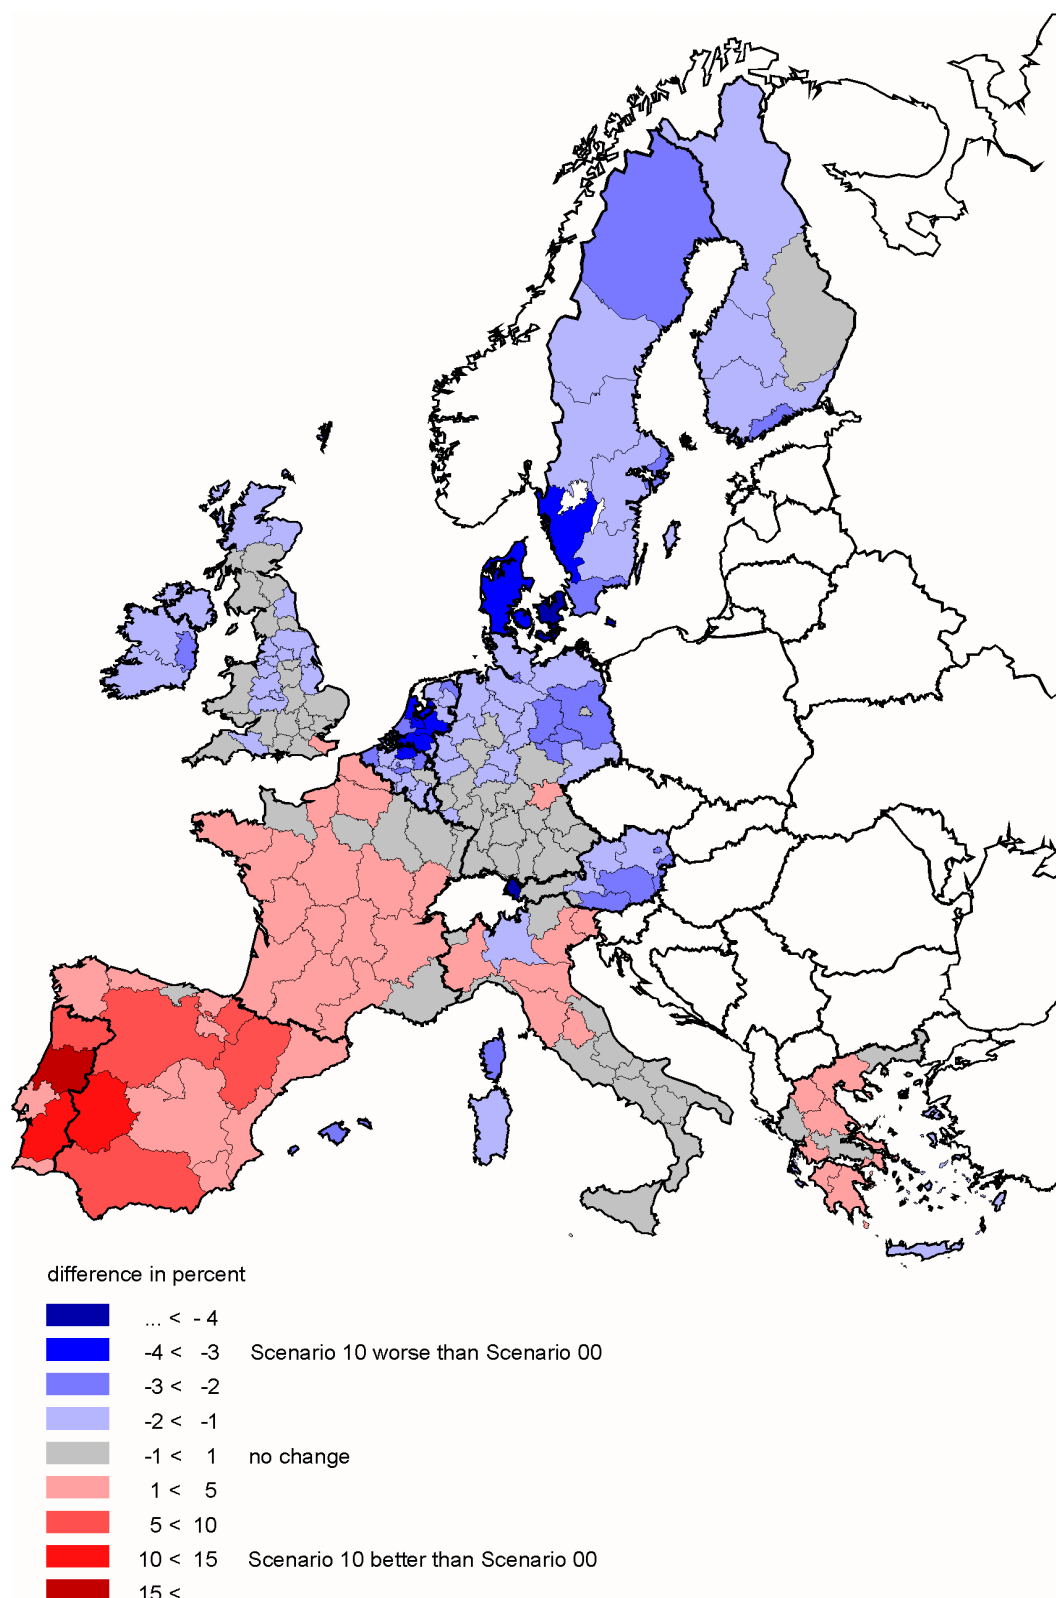 difference in percent
... < - 4
-4 < -3 Scenario 10 worse than Scenario 00
-3 < -2
-2 < -1
-1 < 1 no change
1 < 5
5 < 10
10 < 15 Scenario 10 better than Scenario 00
15 <